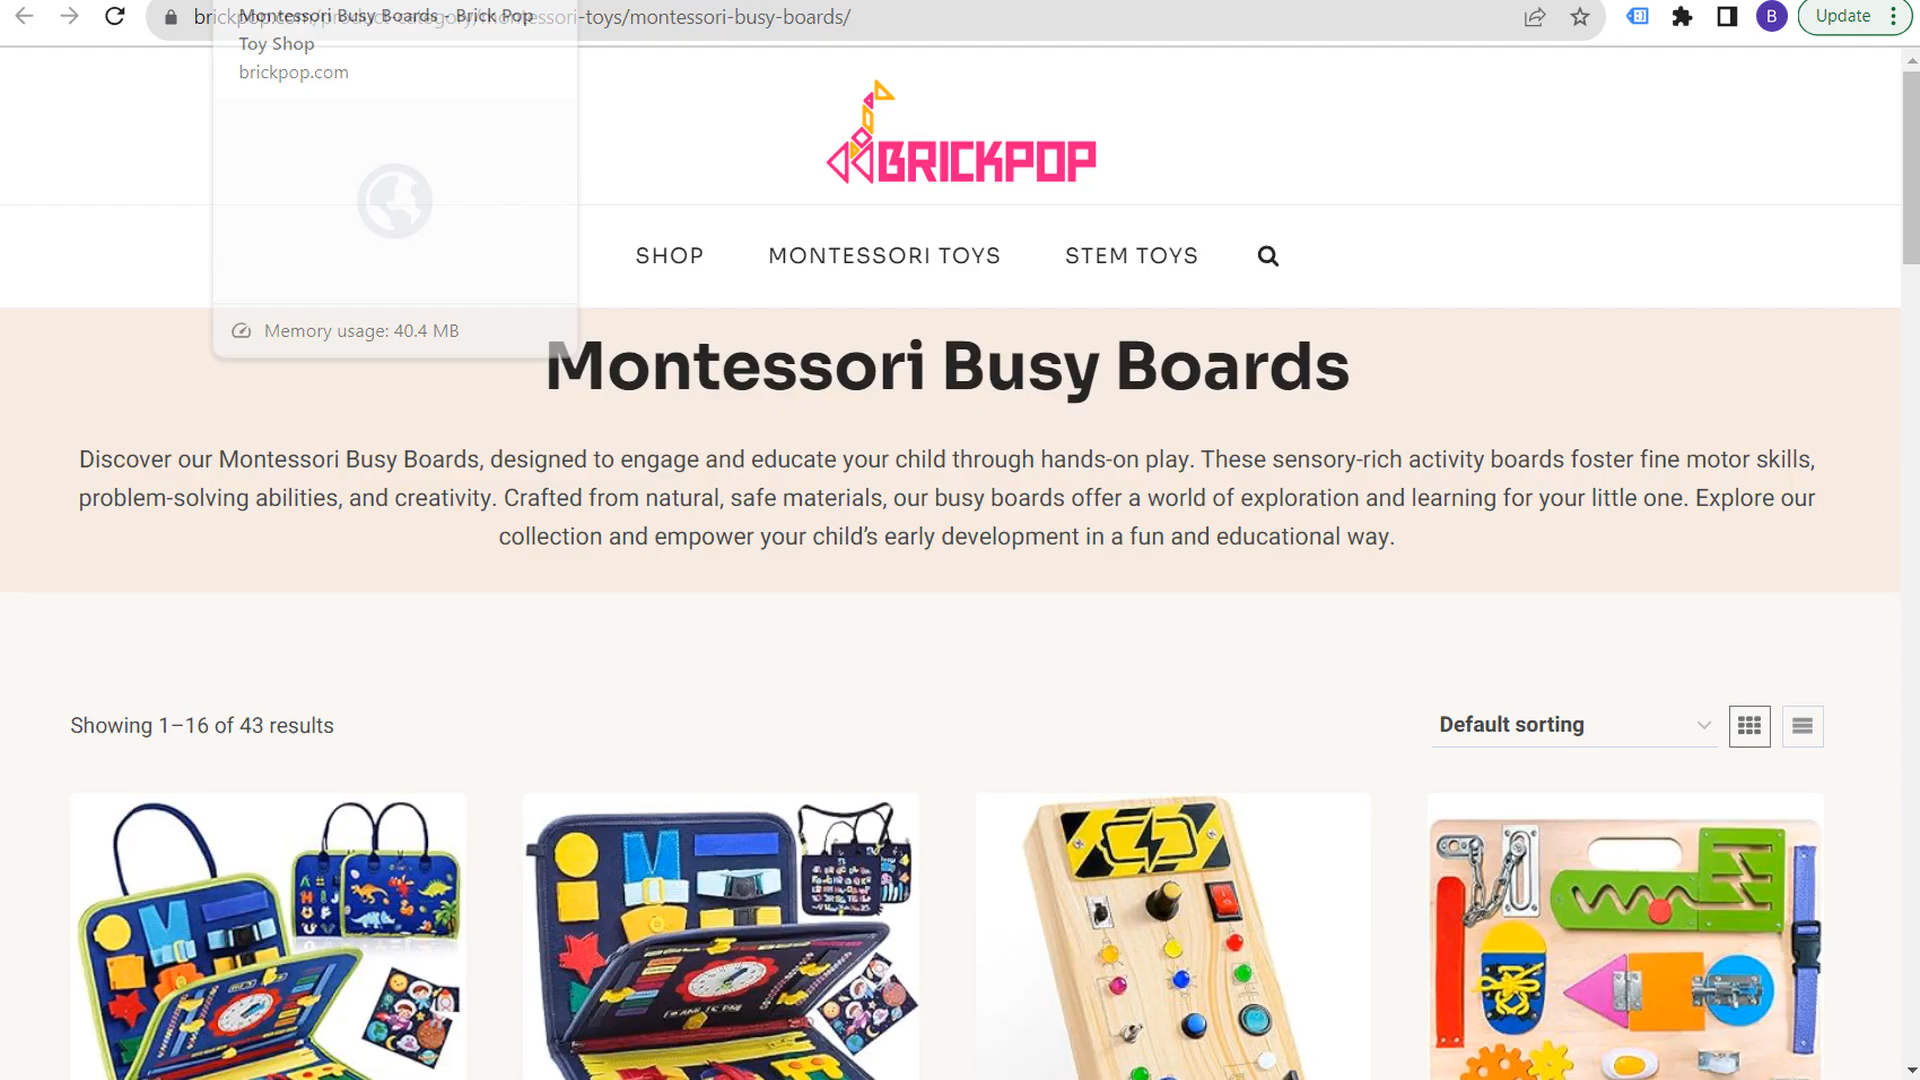 brickpop.com/product-category/montessori-toys/montessori-busy-boards/
Montessori Busy Boards - Brick Pop
Toy Shop
brickpop.com
Memory usage: 40.4 MB
B
Update
BRICKPOP
SHOP
MONTESSORI TOYS
STEM TOYS
Montessori Busy Boards
Discover our Montessori Busy Boards, designed to engage and educate your child through hands-on play. These sensory-rich activity boards foster fine motor skills,
problem-solving abilities, and creativity. Crafted from natural, safe materials, our busy boards offer a world of exploration and learning for your little one. Explore our
collection and empower your child's early development in a fun and educational way.
Showing 1–16 of 43 results
Default sorting